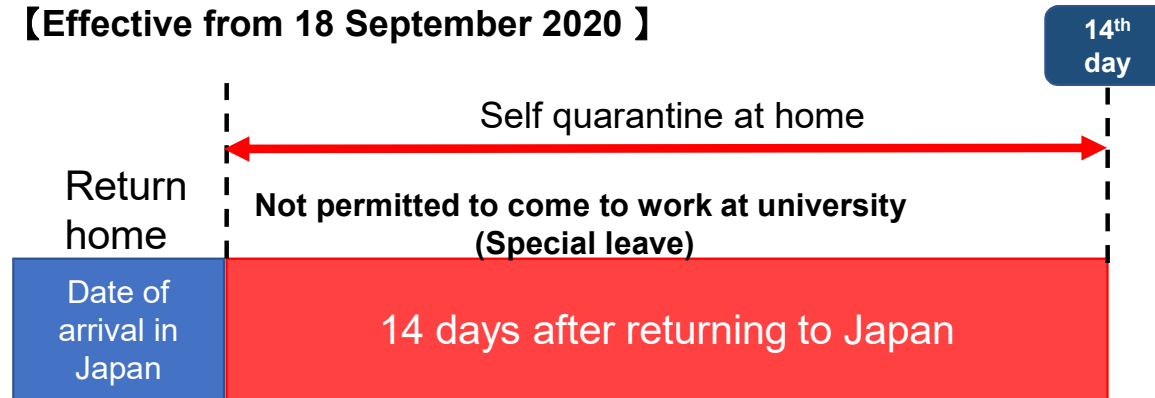 【Effective from 18 September 2020 】
14th
day
Self quarantine at home
Return
home
Not permitted to come to work at university
(Special leave)
Date of
arrival in
Japan
14 days after returning to Japan